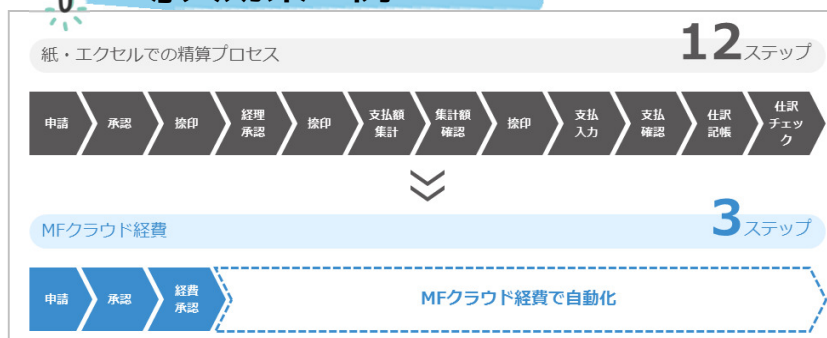 紙・エクセルでの精算プロセス
12ステップ
申請
承認
捺印
経理
承認
捺印
支払額
集計
集計額
確認
捺印
支払
入力
支払
確認
仕訳
記帳
仕訳
チェッ
ク
MFクラウド経費
3ステップ
申請
承認
経費
承認
MFクラウド経費で自動化